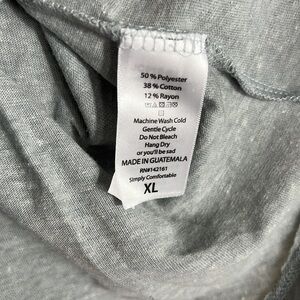 50% Polyester
38% Cotton
12% Rayon
Machine Wash Cold
Gentle Cycle
Do Not Bleach
Hang Dry
or you'll be sad
MADE IN GUATEMALA
RN#142161
Simply Comfortable
XL